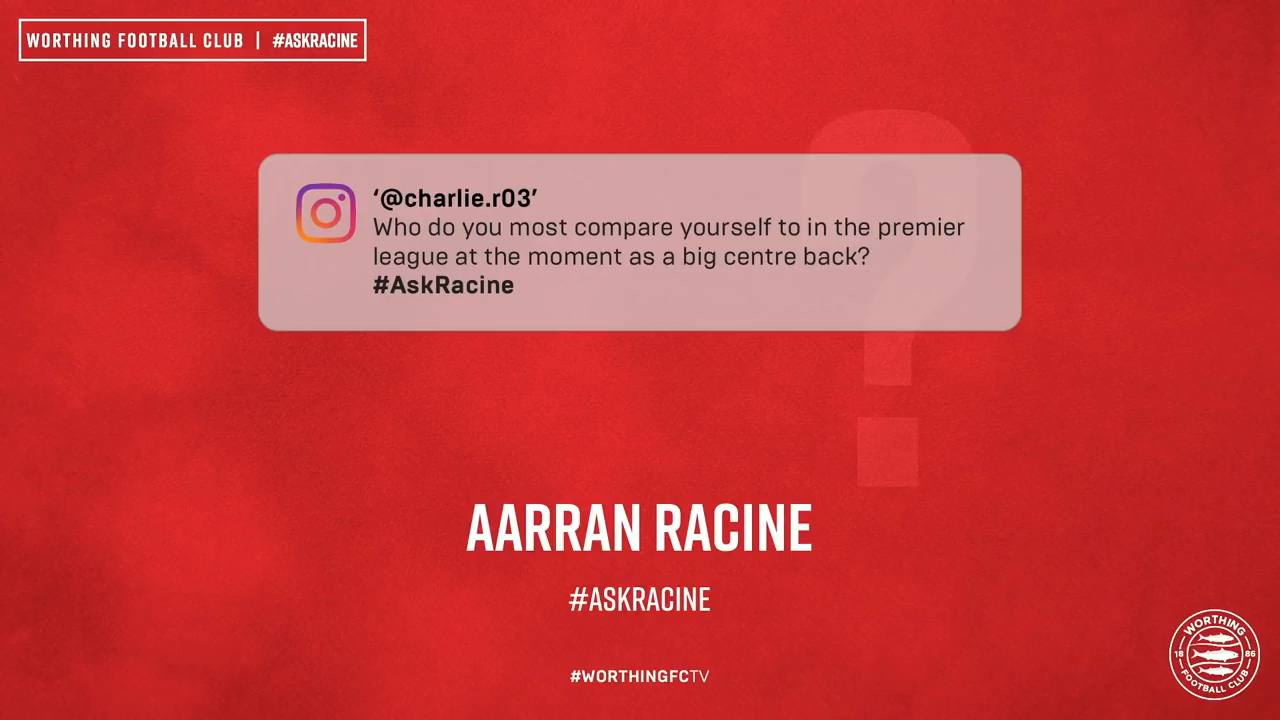 WORTHING FOOTBALL CLUB | #ASKRACINE
‘@charlie.r03’
Who do you most compare yourself to in the premier
league at the moment as a big centre back?
#AskRacine
AARRAN RACINE
#ASKRACINE
#WORTHINGFCTV
WORTHING
18 86
FOOTBALL CLUB